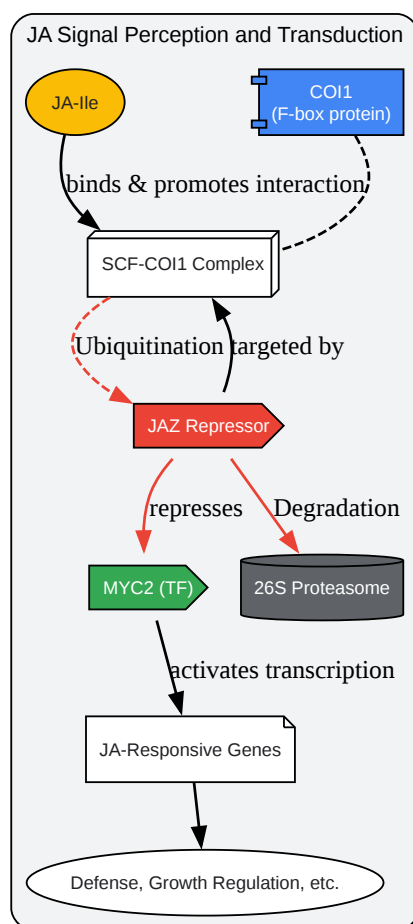 JA Signal Perception and Transduction
JA-Ile
COI1
(F-box protein)
binds & promotes interaction
SCF-COI1 Complex
Ubiquitination
targeted by
JAZ Repressor
represses
Degradation
MYC2 (TF)
26S Proteasome
activates transcription
JA-Responsive Genes
Defense, Growth Regulation, etc.